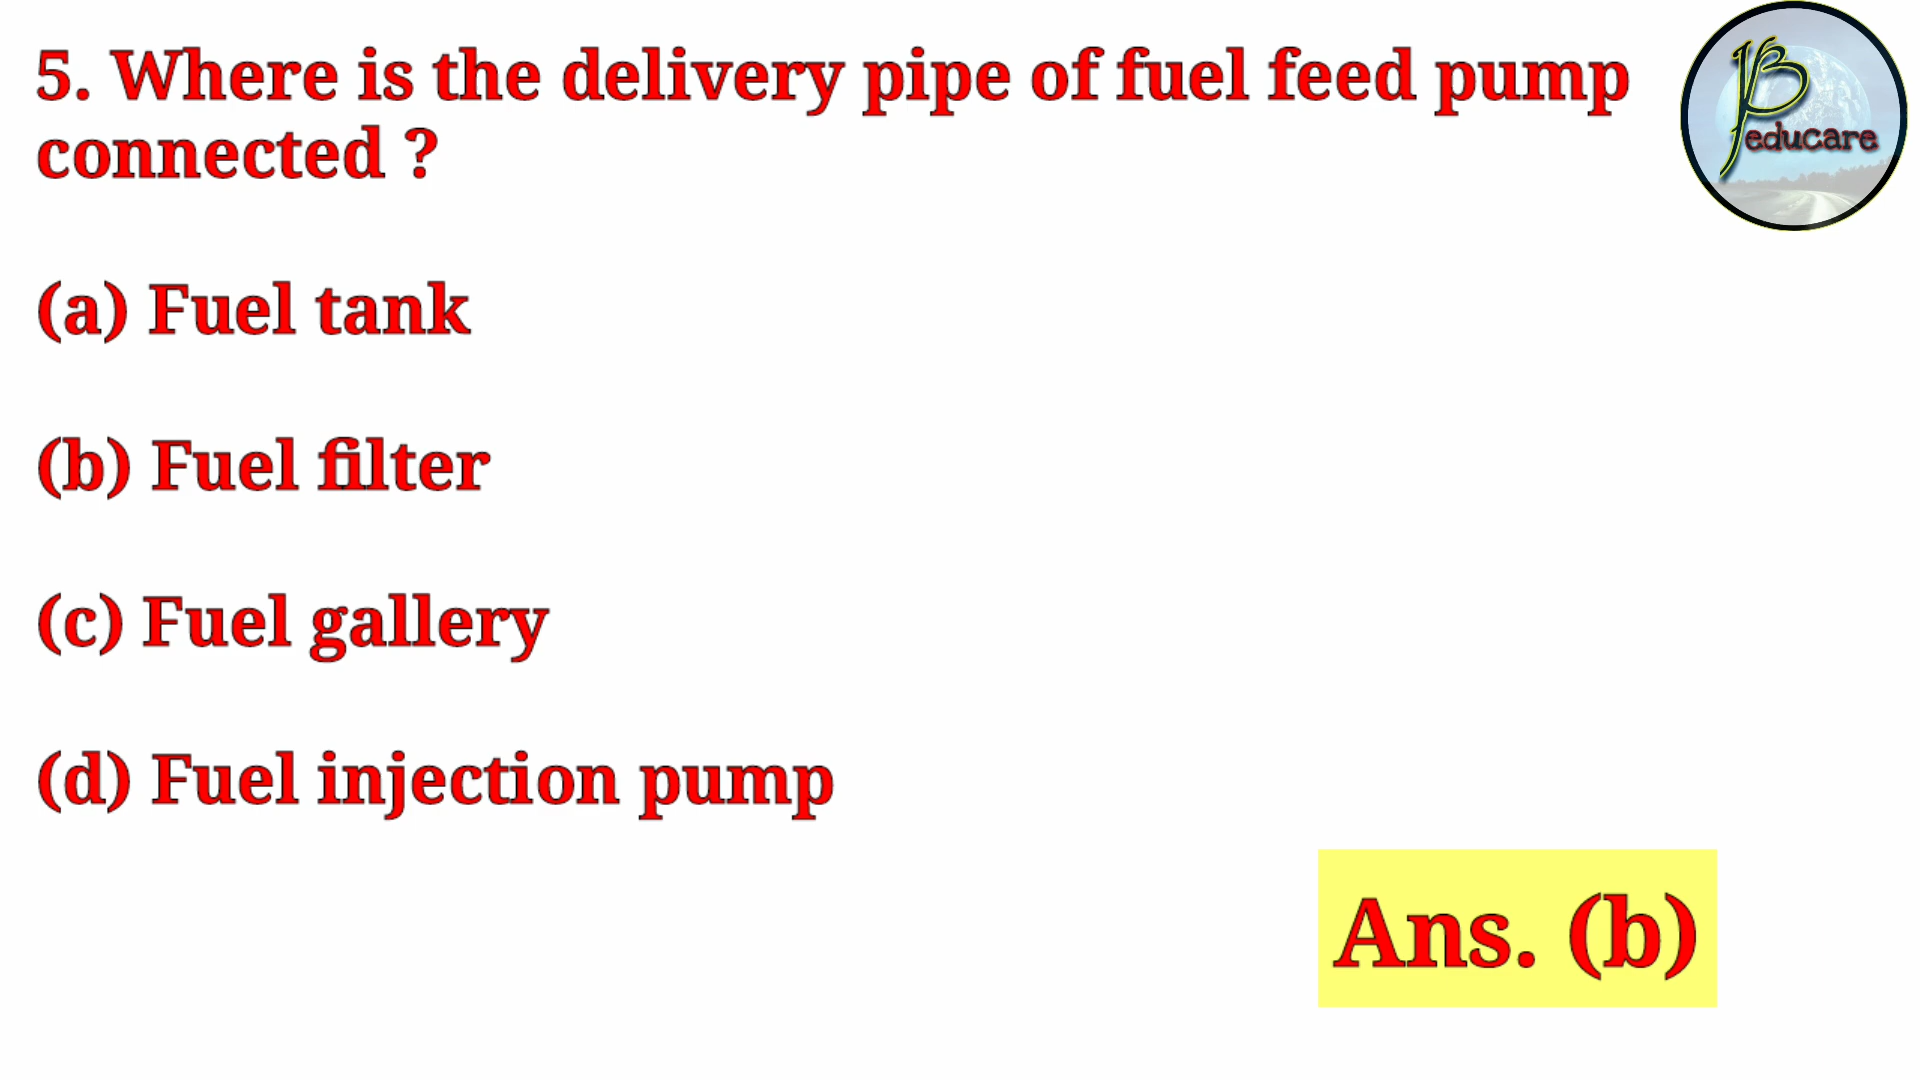 5. Where is the delivery pipe of fuel feed pump
connected ?
(a) Fuel tank
(b) Fuel filter
(c) Fuel gallery
(d) Fuel injection pump
Ans. (b)
educare